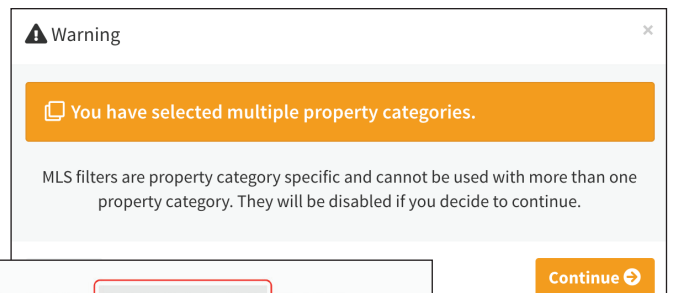 Warning
You have selected multiple property categories.
MLS filters are property category specific and cannot be used with more than one
property category. They will be disabled if you decide to continue.
Continue